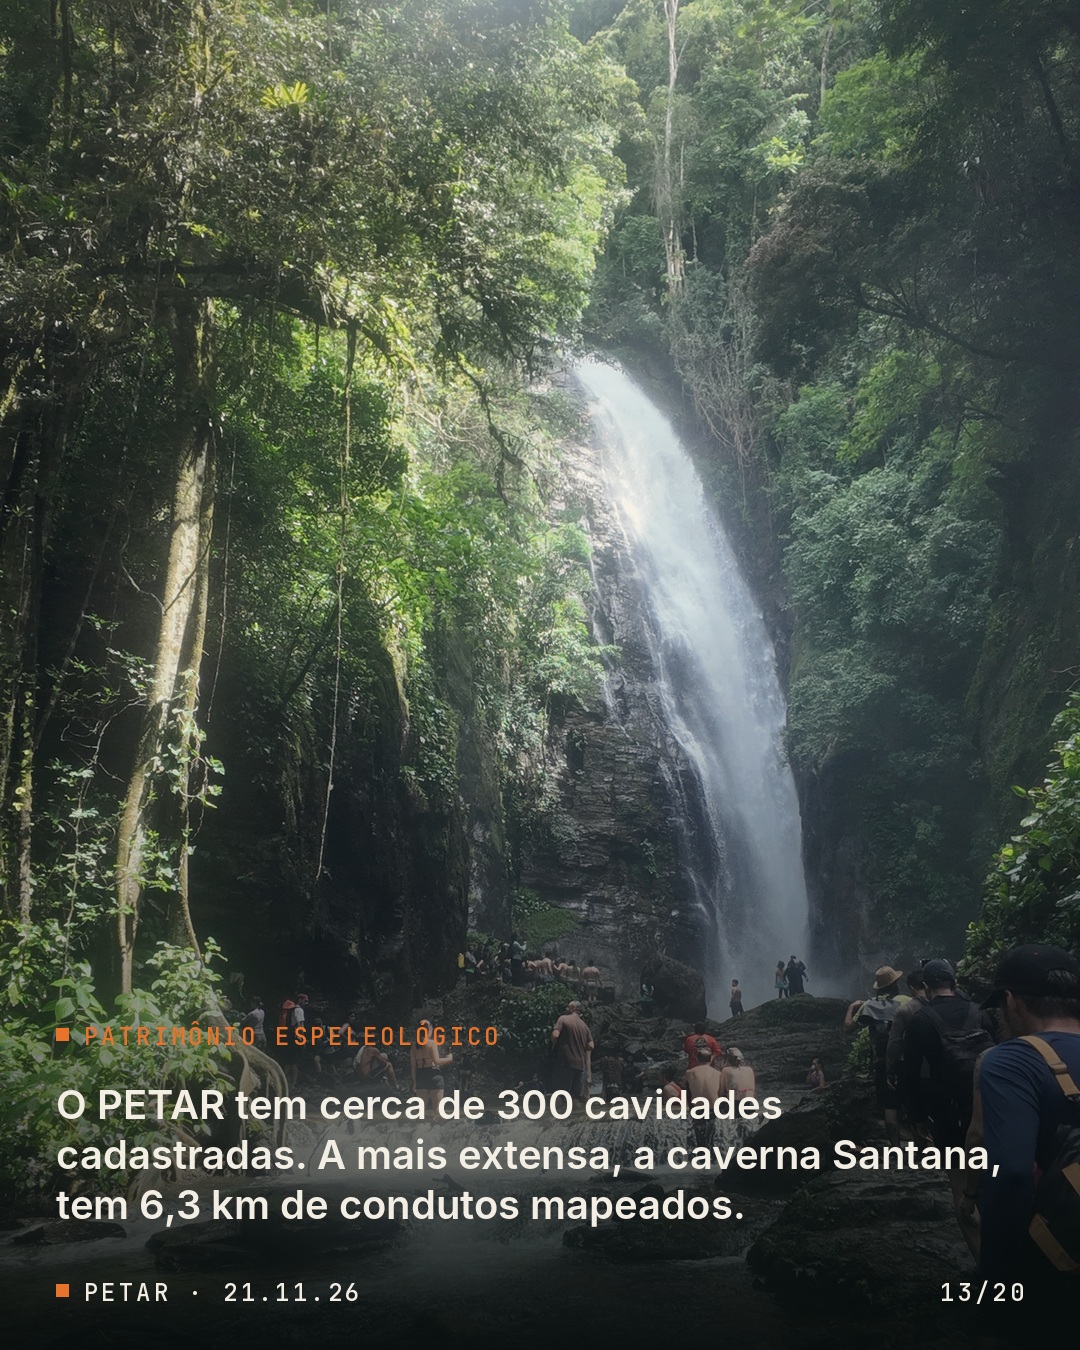 PATRIMÔNIO ESPELEOLÓGICO
O PETAR tem cerca de 300 cavidades
cadastradas. A mais extensa, a caverna Santana,
tem 6,3 km de condutos mapeados.
PETAR · 21.11.26
13/20